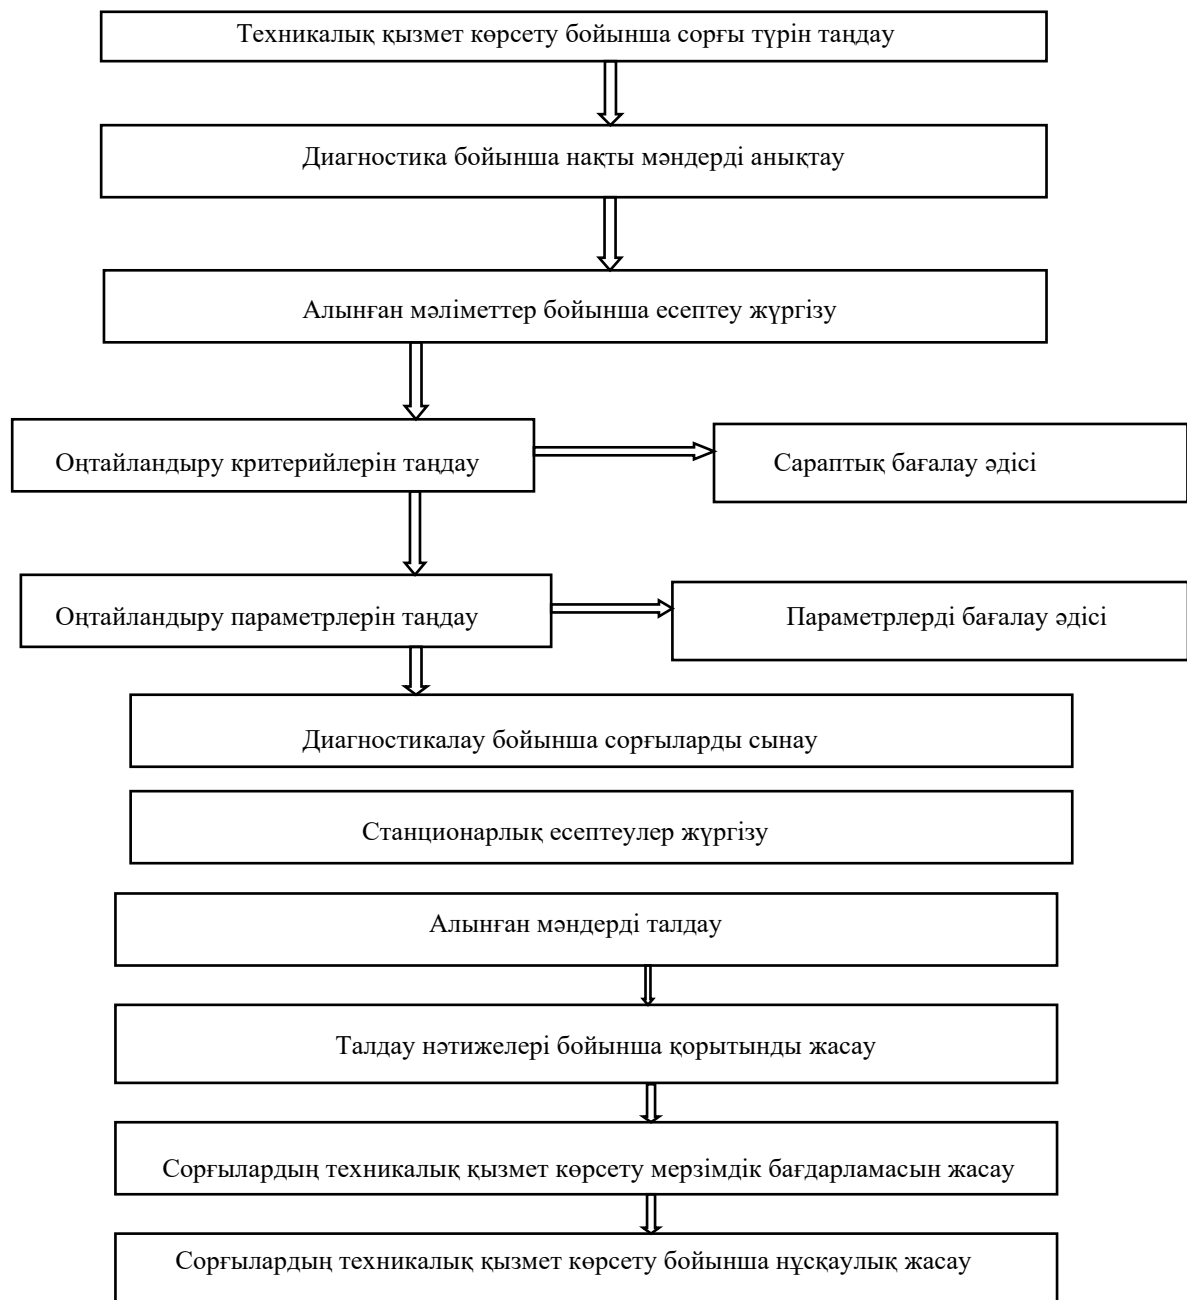 Техникалық қызмет көрсету бойынша сорғы түрін таңдау
Диагностика бойынша нақты мәндерді анықтау
Алынған мәліметтер бойынша есептеу жүргізу
Оңтайландыру критерийлерін таңдау
Сараптық бағалау әдісі
Оңтайландыру параметрлерін таңдау
Параметрлерді бағалау әдісі
Диагностикалау бойынша сорғыларды сынау
Станционарлық есептеулер жүргізу
Алынған мәндерді талдау
Талдау нәтижелері бойынша қорытынды жасау
Сорғылардың техникалық қызмет көрсету мерзімдік бағдарламасын жасау
Сорғылардың техникалық қызмет көрсету бойынша нұсқаулық жасау